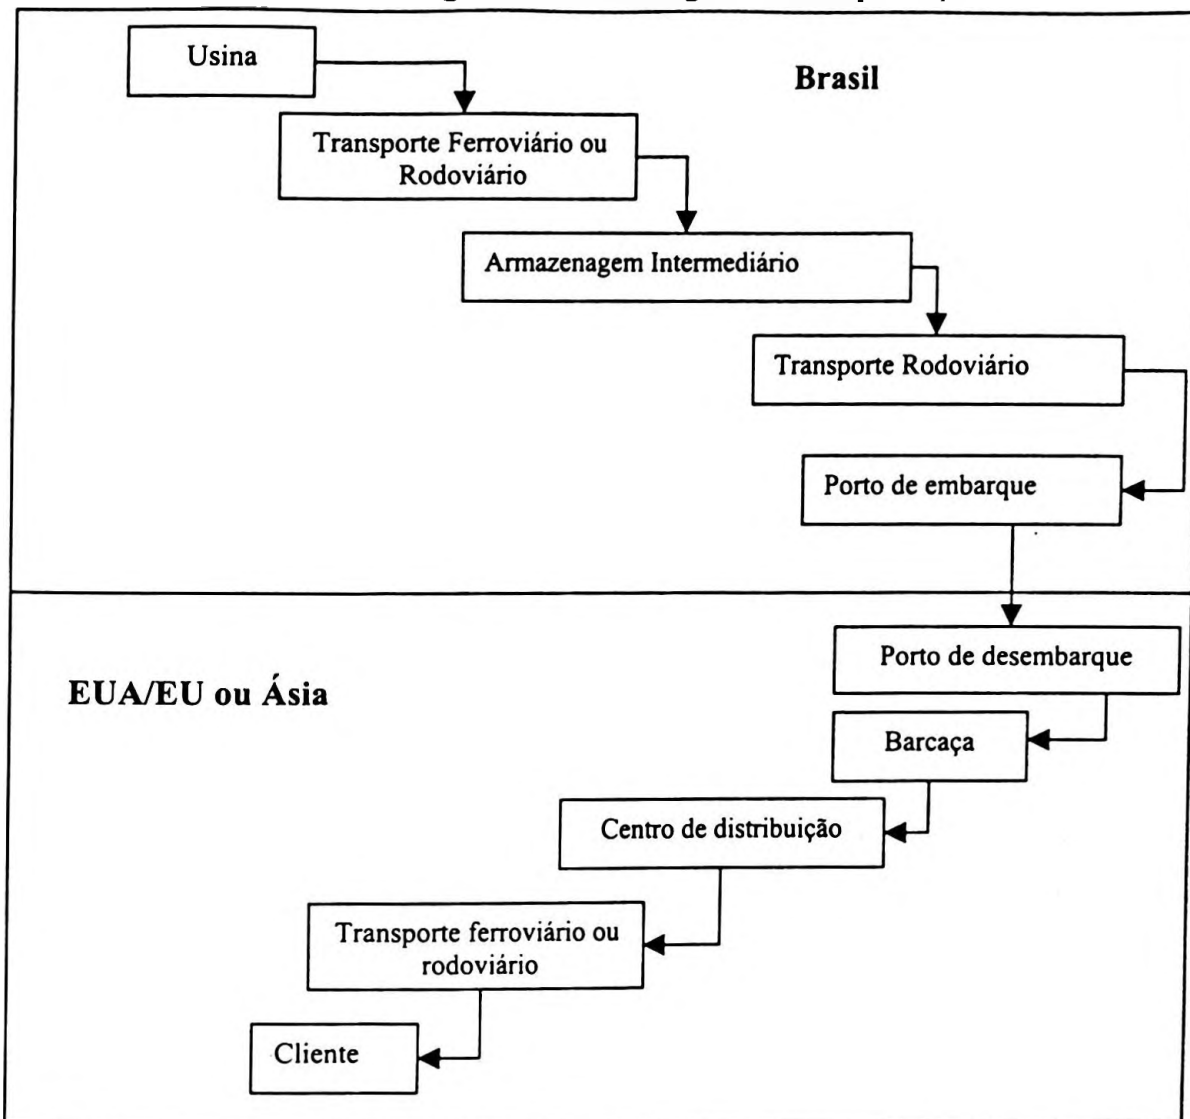 Usina
Brasil
Transporte Ferroviário ou
Rodoviário
Armazenagem Intermediário
Transporte Rodoviário
Porto de embarque
Porto de desembarque
EUA/EU ou Ásia
Barcaça
Centro de distribuição
Transporte ferroviário ou
rodoviário
Cliente